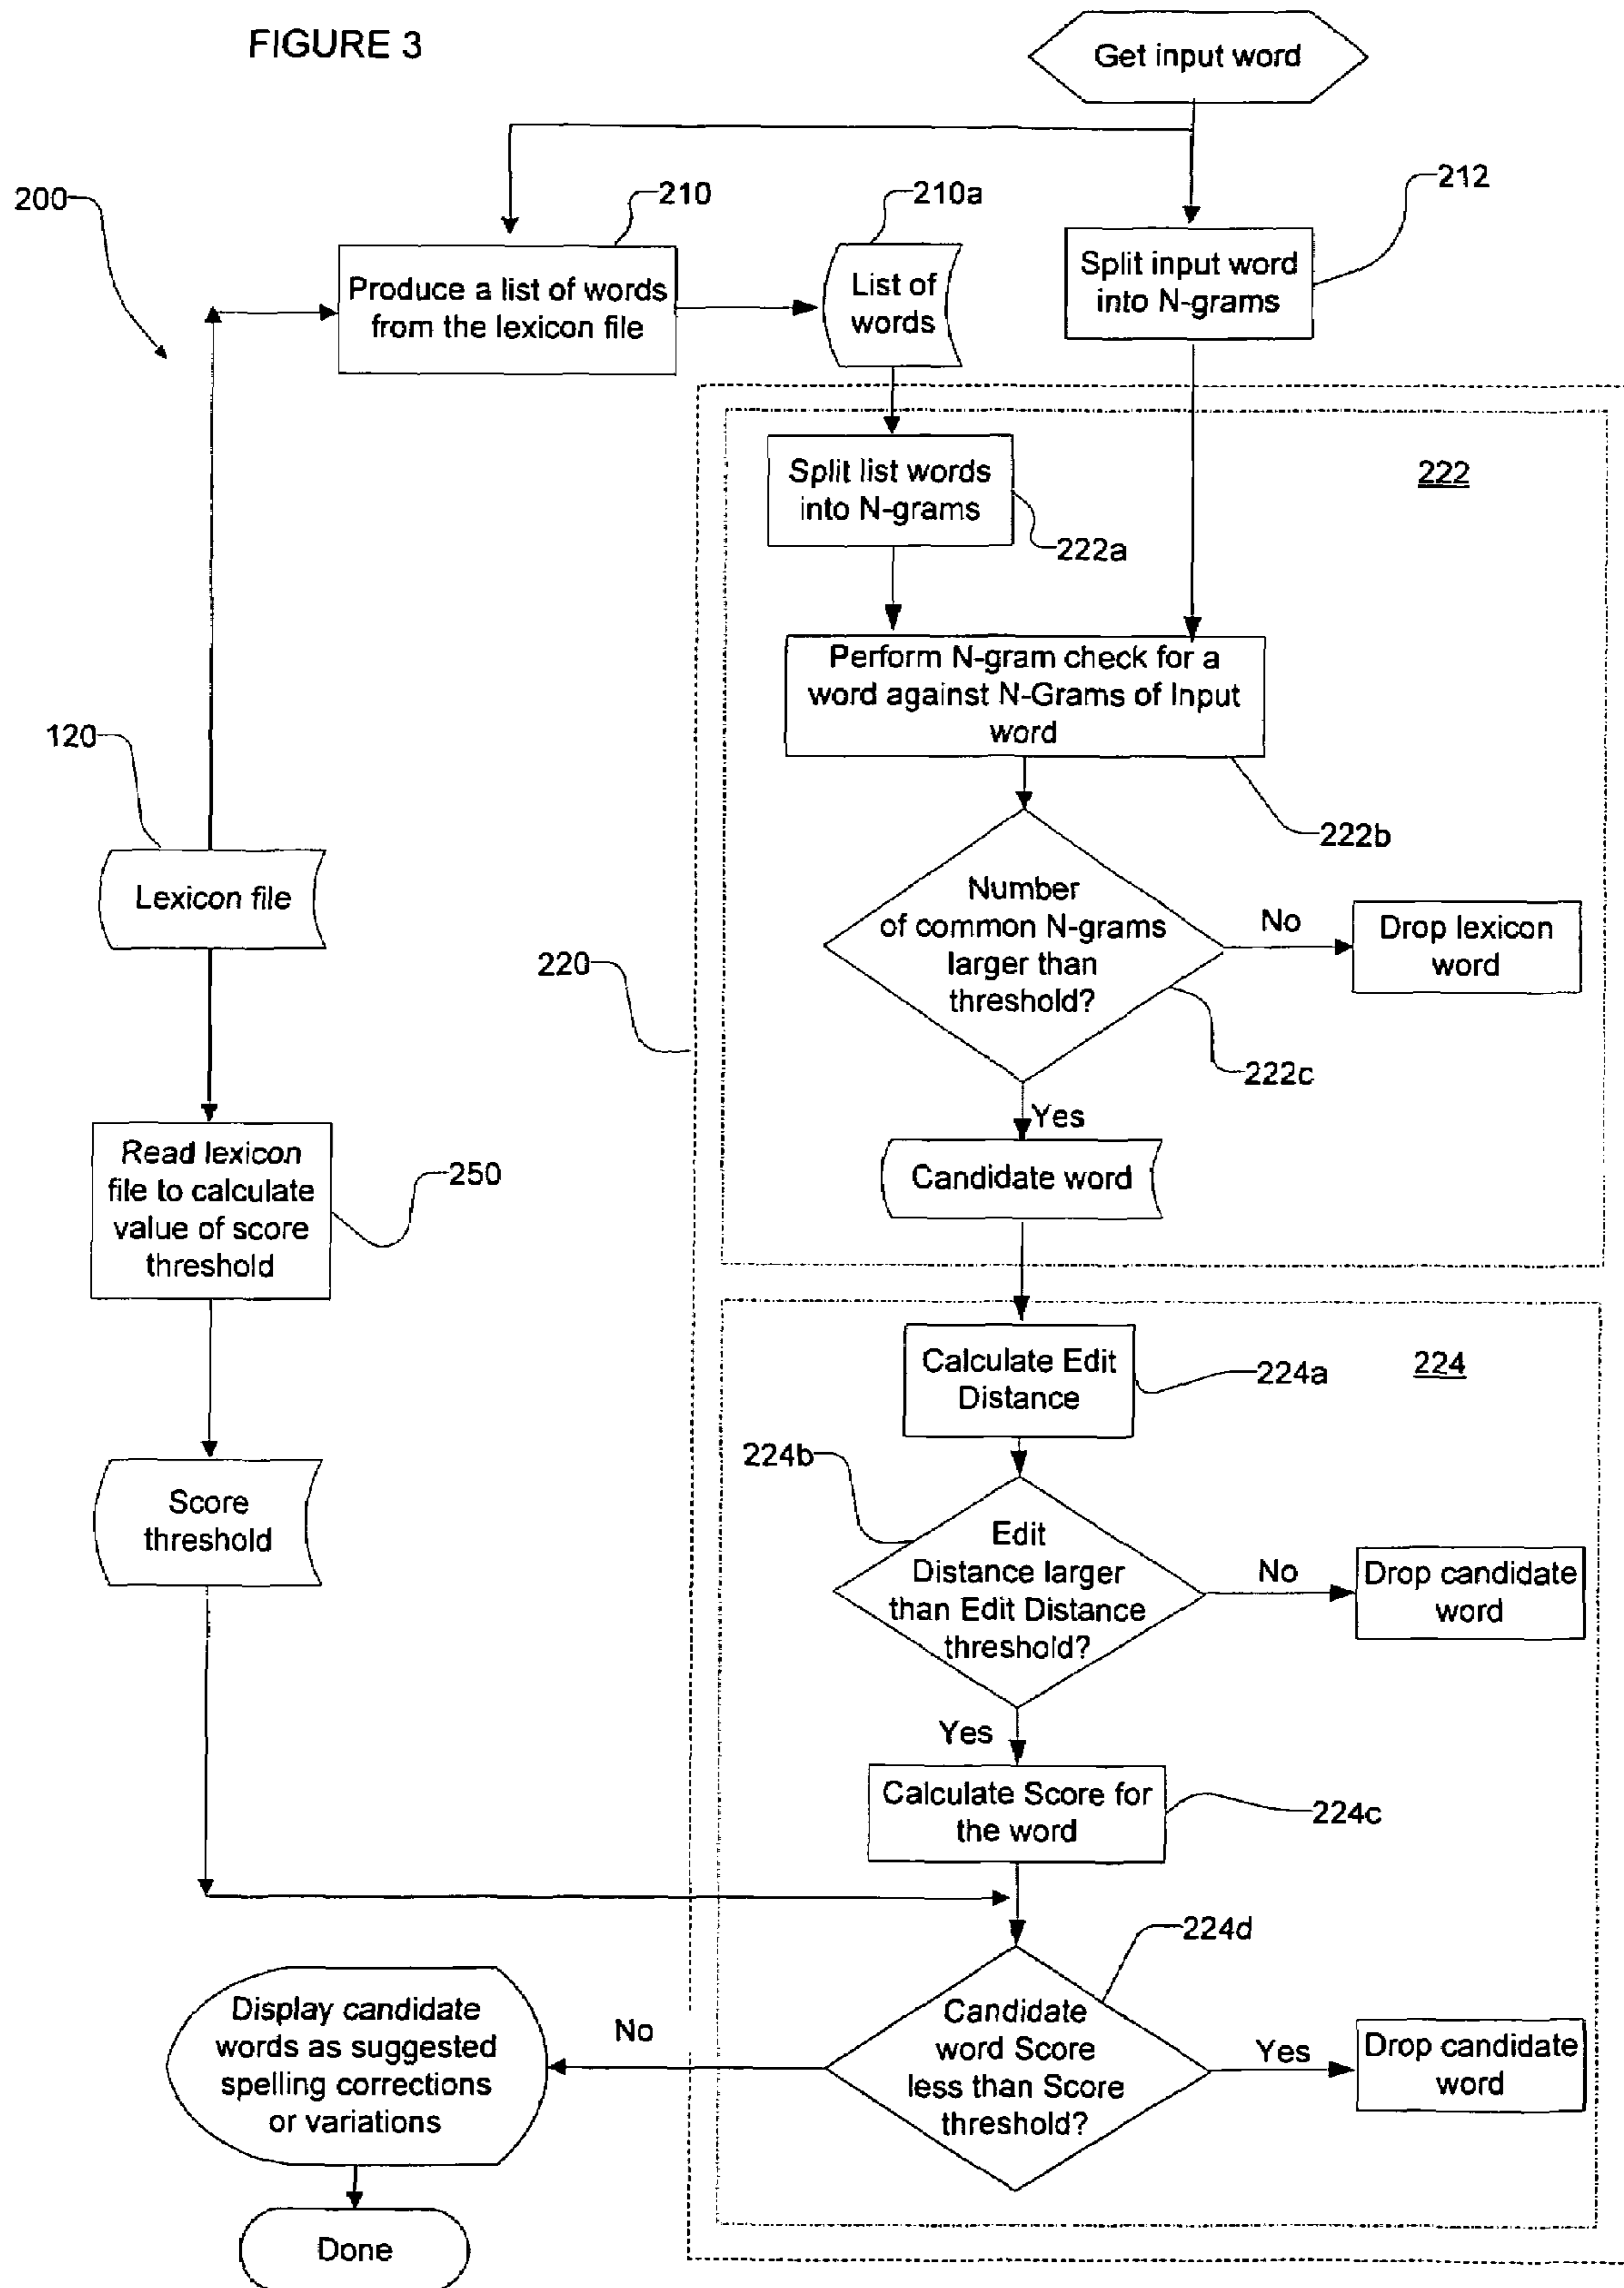 FIGURE 3
Get input word
200
210
210a
212
Produce a list of words
from the lexicon file
List of
words
Split input word
into N-grams
222
Split list words
into N-grams
222a
Perform N-gram check for a
word against N-Grams of Input
word
222b
120
Lexicon file
Number
of common N-grams
larger than
threshold?
No
Drop lexicon
word
220
222c
Yes
Candidate word
Read lexicon
file to calculate
value of score
threshold
250
224
Calculate Edit
Distance
224a
224b
Score
threshold
Edit
Distance larger
than Edit Distance
threshold?
No
Drop candidate
word
Yes
Calculate Score for
the word
224c
224d
Candidate
word Score
less than Score
threshold?
Yes
Drop candidate
word
No
Display candidate
words as suggested
spelling corrections
or variations
Done